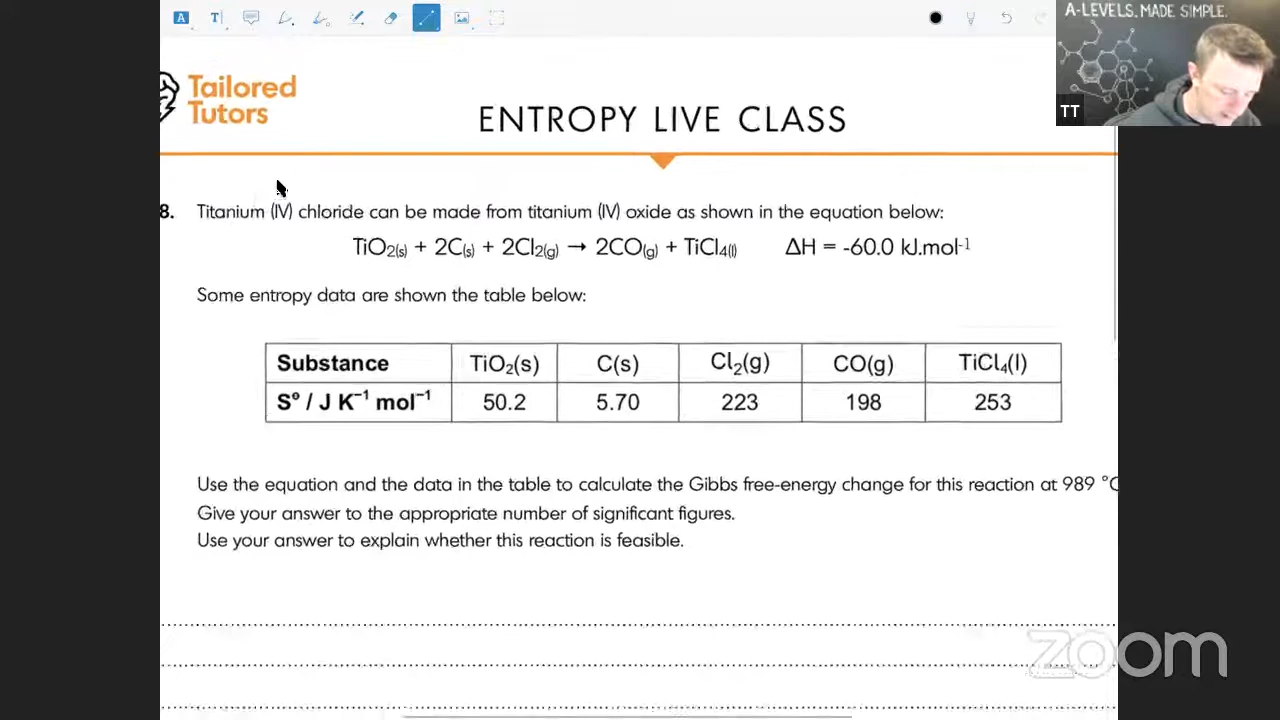 A
T
A-LEVELS. MADE SIMPLE.
TT
Tailored
Tutors
ENTROPY LIVE CLASS
8. Titanium (IV) chloride can be made from titanium (IV) oxide as shown in the equation below:
TiO2(s) + 2C(s) + 2Cl2(g) → 2CO(g) + TiCl4(l) ΔH = -60.0 kJ.mol-1
Some entropy data are shown the table below:
Substance TiO₂(s) C(s) Cl₂(g) CO(g) TiCl₄(l)
S° / J K⁻¹ mol⁻¹ 50.2 5.70 223 198 253
Use the equation and the data in the table to calculate the Gibbs free-energy change for this reaction at 989 °C
Give your answer to the appropriate number of significant figures.
Use your answer to explain whether this reaction is feasible.
zoom